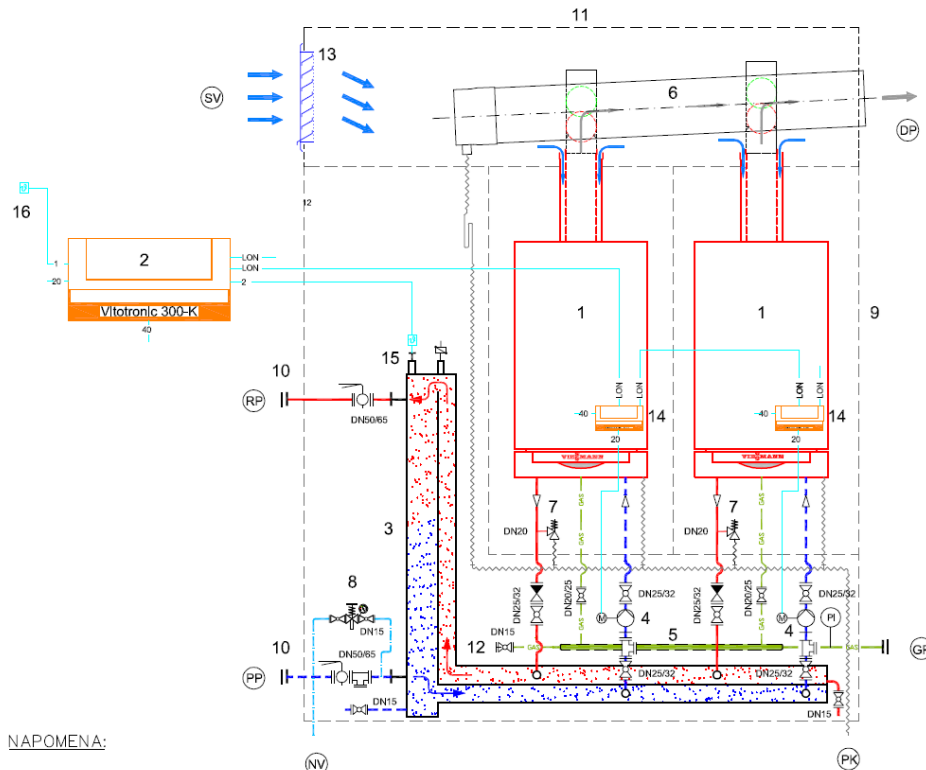 11
13
SV
6
DP
12
16
2
LON
LON
1
20
2
Vitotronic 300-K
40
1
1
9
15
10
RP
DN50/65
LON
LON
LON
LON
-40
14
-40
14
20
20
VIESMANN
VIESMANN
3
7
7
DN20
DN20
GAS
GAS
8
DN15
DN25/32
DN20/25
DN25/32
DN25/32
DN20/25
DN25/32
M
4
M
4
PI
DN50/65
12
DN15
GAS
5
GAS
10
PP
DN25/32
DN25/32
DN15
DN15
NAPOMENA:
NV
PK